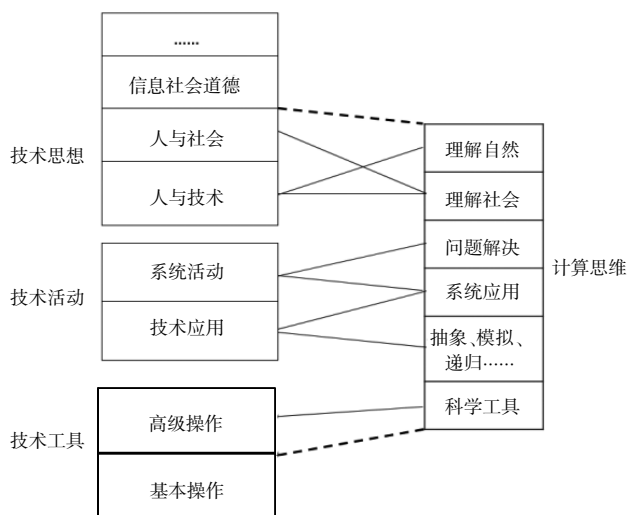 ……
信息社会道德
人与社会
人与技术
技术思想
系统活动
技术应用
技术活动
高级操作
基本操作
技术工具
理解自然
理解社会
问题解决
系统应用
抽象、模拟、
递归……
科学工具
计算思维